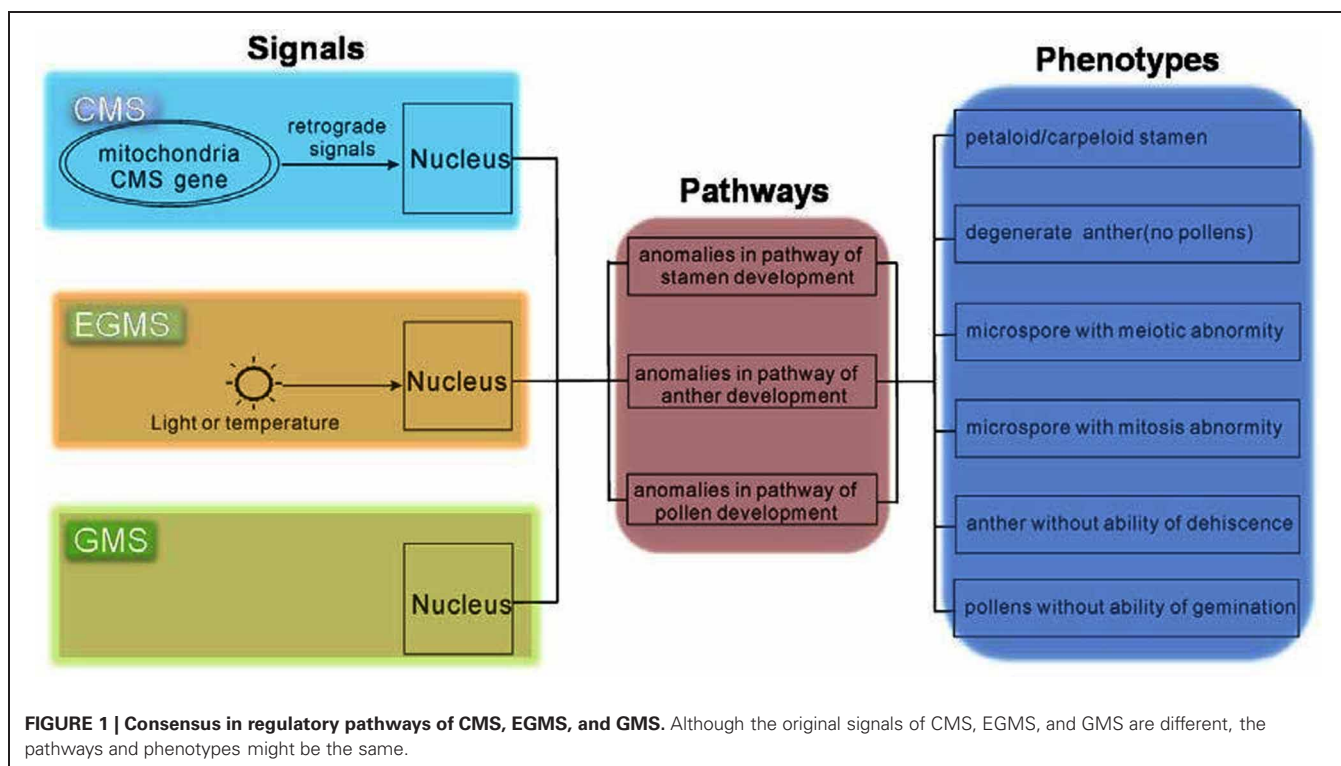 Signals
CMS
mitochondria
CMS gene
retrograde
signals
Nucleus
EGMS
Light or temperature
Nucleus
GMS
Nucleus
Pathways
anomalies in pathway of
stamen development
anomalies in pathway of
anther development
anomalies in pathway of
pollen development
Phenotypes
petaloid/carpeloid stamen
degenerate anther(no pollens)
microspore with meiotic abnormity
microspore with mitosis abnormity
anther without ability of dehiscence
pollens without ability of gemination
FIGURE 1 | Consensus in regulatory pathways of CMS, EGMS, and GMS. Although the original signals of CMS, EGMS, and GMS are different, the
pathways and phenotypes might be the same.